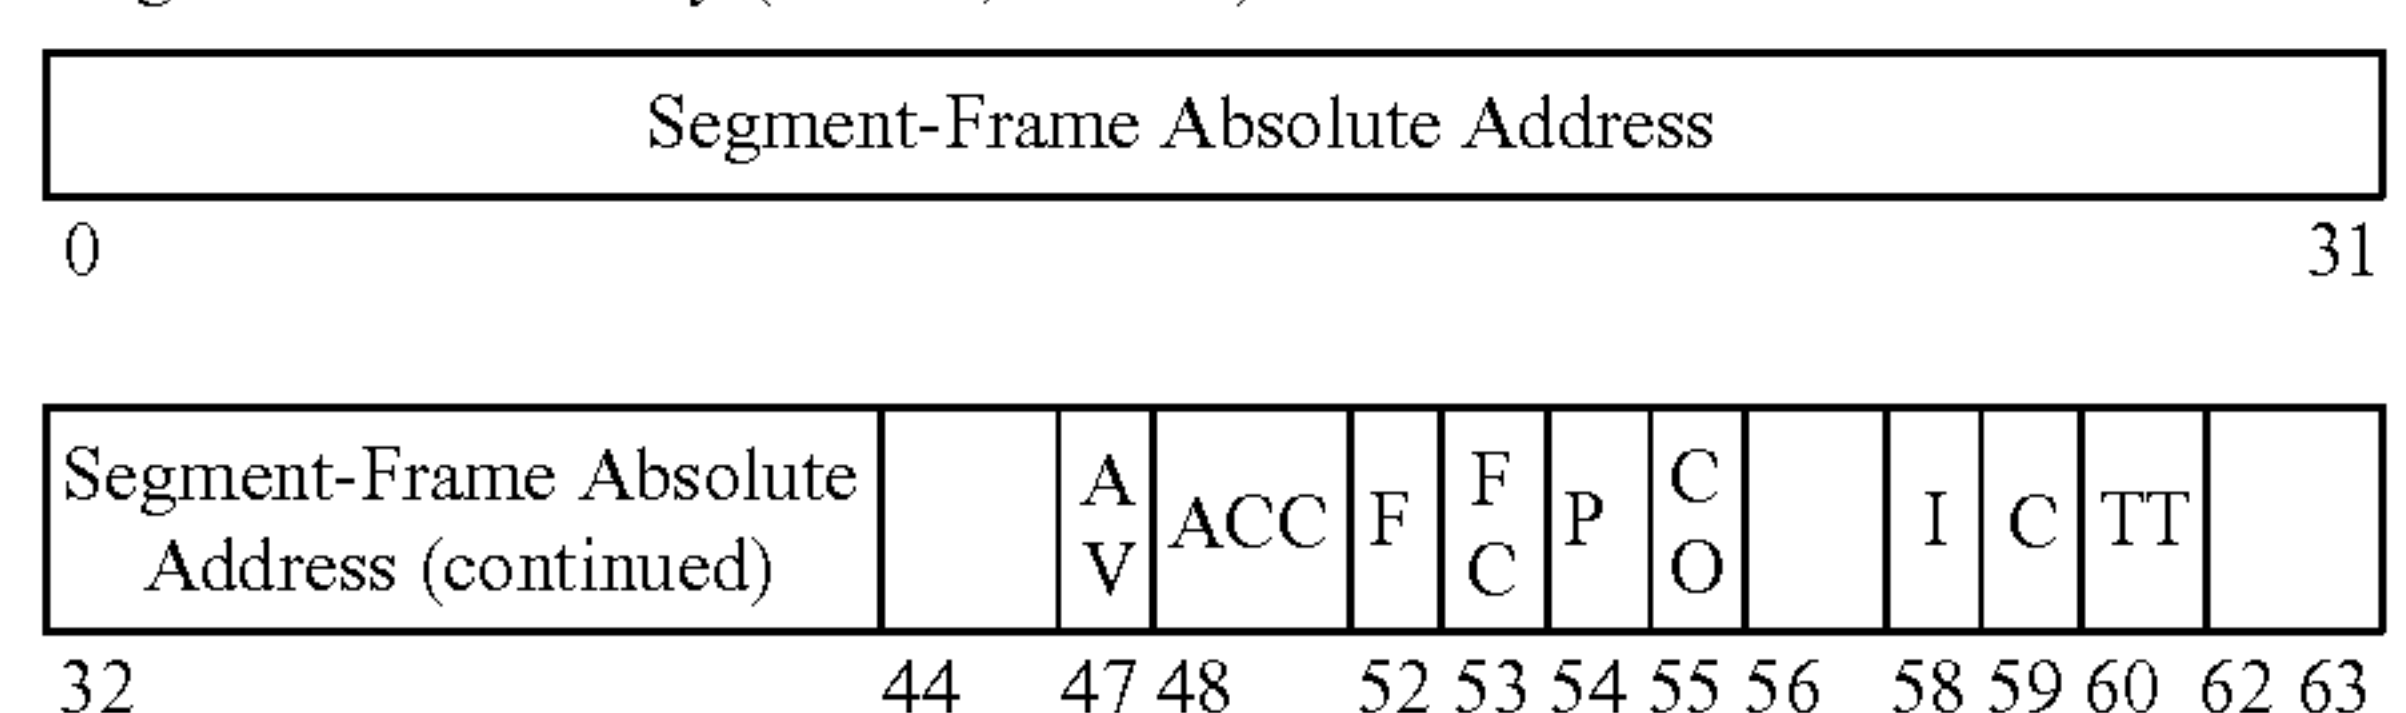 Segment-Frame Absolute Address
0 31
Segment-Frame Absolute
Address (continued)
A
V
ACC
F
F
C
P
C
O
I
C
TT
32 44 47 48 52 53 54 55 56 58 59 60 62 63